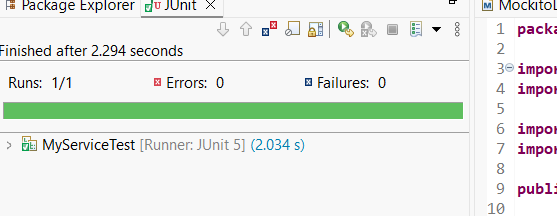 Package Explorer
JUnit
MockitoD
Finished after 2.294 seconds
Runs: 1/1
Errors: 0
Failures: 0
MyServiceTest [Runner: JUnit 5] (2.034 s)
1 packa
2
3 impor
4 impor
5
6 impor
7 impor
8
9 publi
10